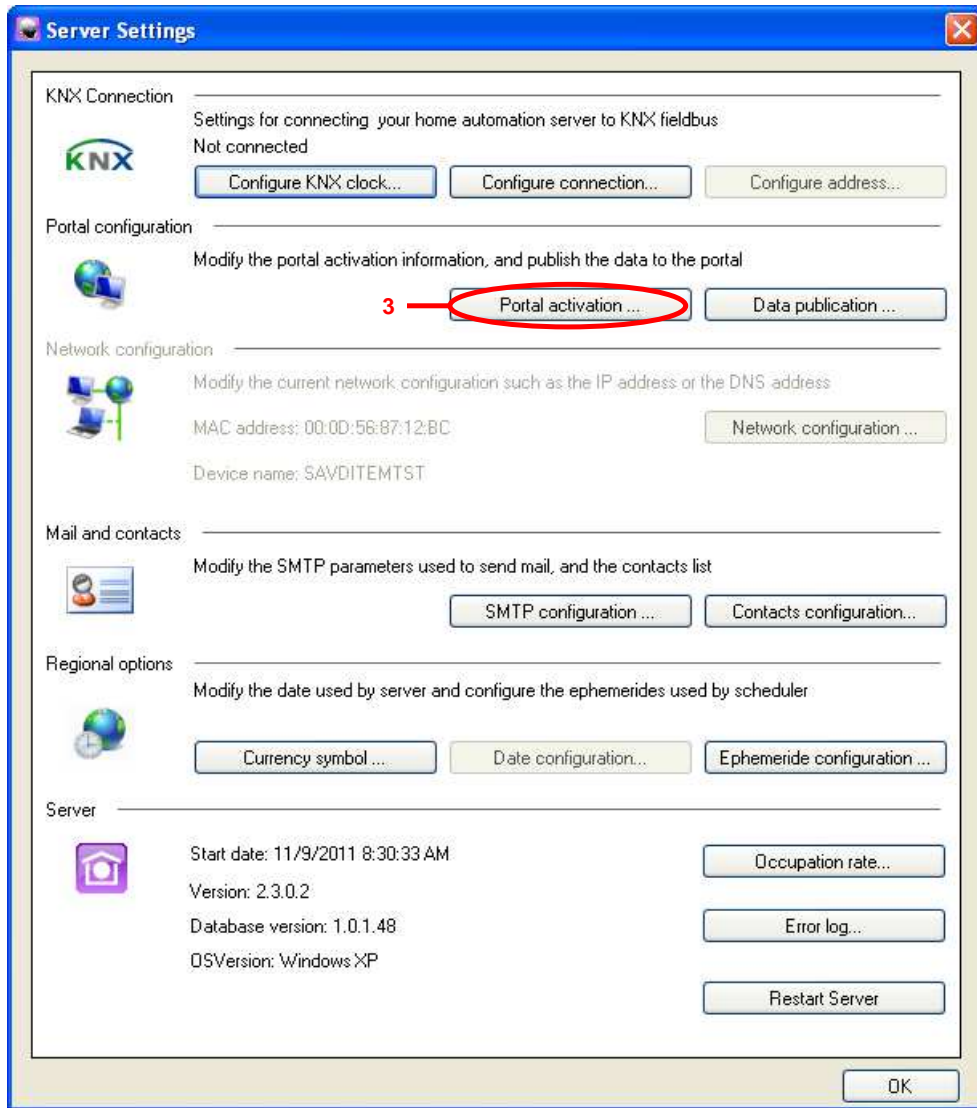 Server Settings
KNX Connection
Settings for connecting your home automation server to KNX fieldbus
KNX
Not connected
Configure KNX clock... Configure connection... Configure address...
Portal configuration
Modify the portal activation information, and publish the data to the portal
3 Portal activation ... Data publication ...
Network configuration
Modify the current network configuration such as the IP address or the DNS address
MAC address: 00:0D:56:87:12:BC Network configuration ...
Device name: SAVDITEMTST
Mail and contacts
Modify the SMTP parameters used to send mail, and the contacts list
SMTP configuration ... Contacts configuration...
Regional options
Modify the date used by server and configure the ephemerides used by scheduler
Currency symbol ... Date configuration... Ephemeride configuration ...
Server
Start date: 11/9/2011 8:30:33 AM Occupation rate...
Version: 2.3.0.2
Database version: 1.0.1.48 Error log...
OSVersion: Windows XP
Restart Server
OK